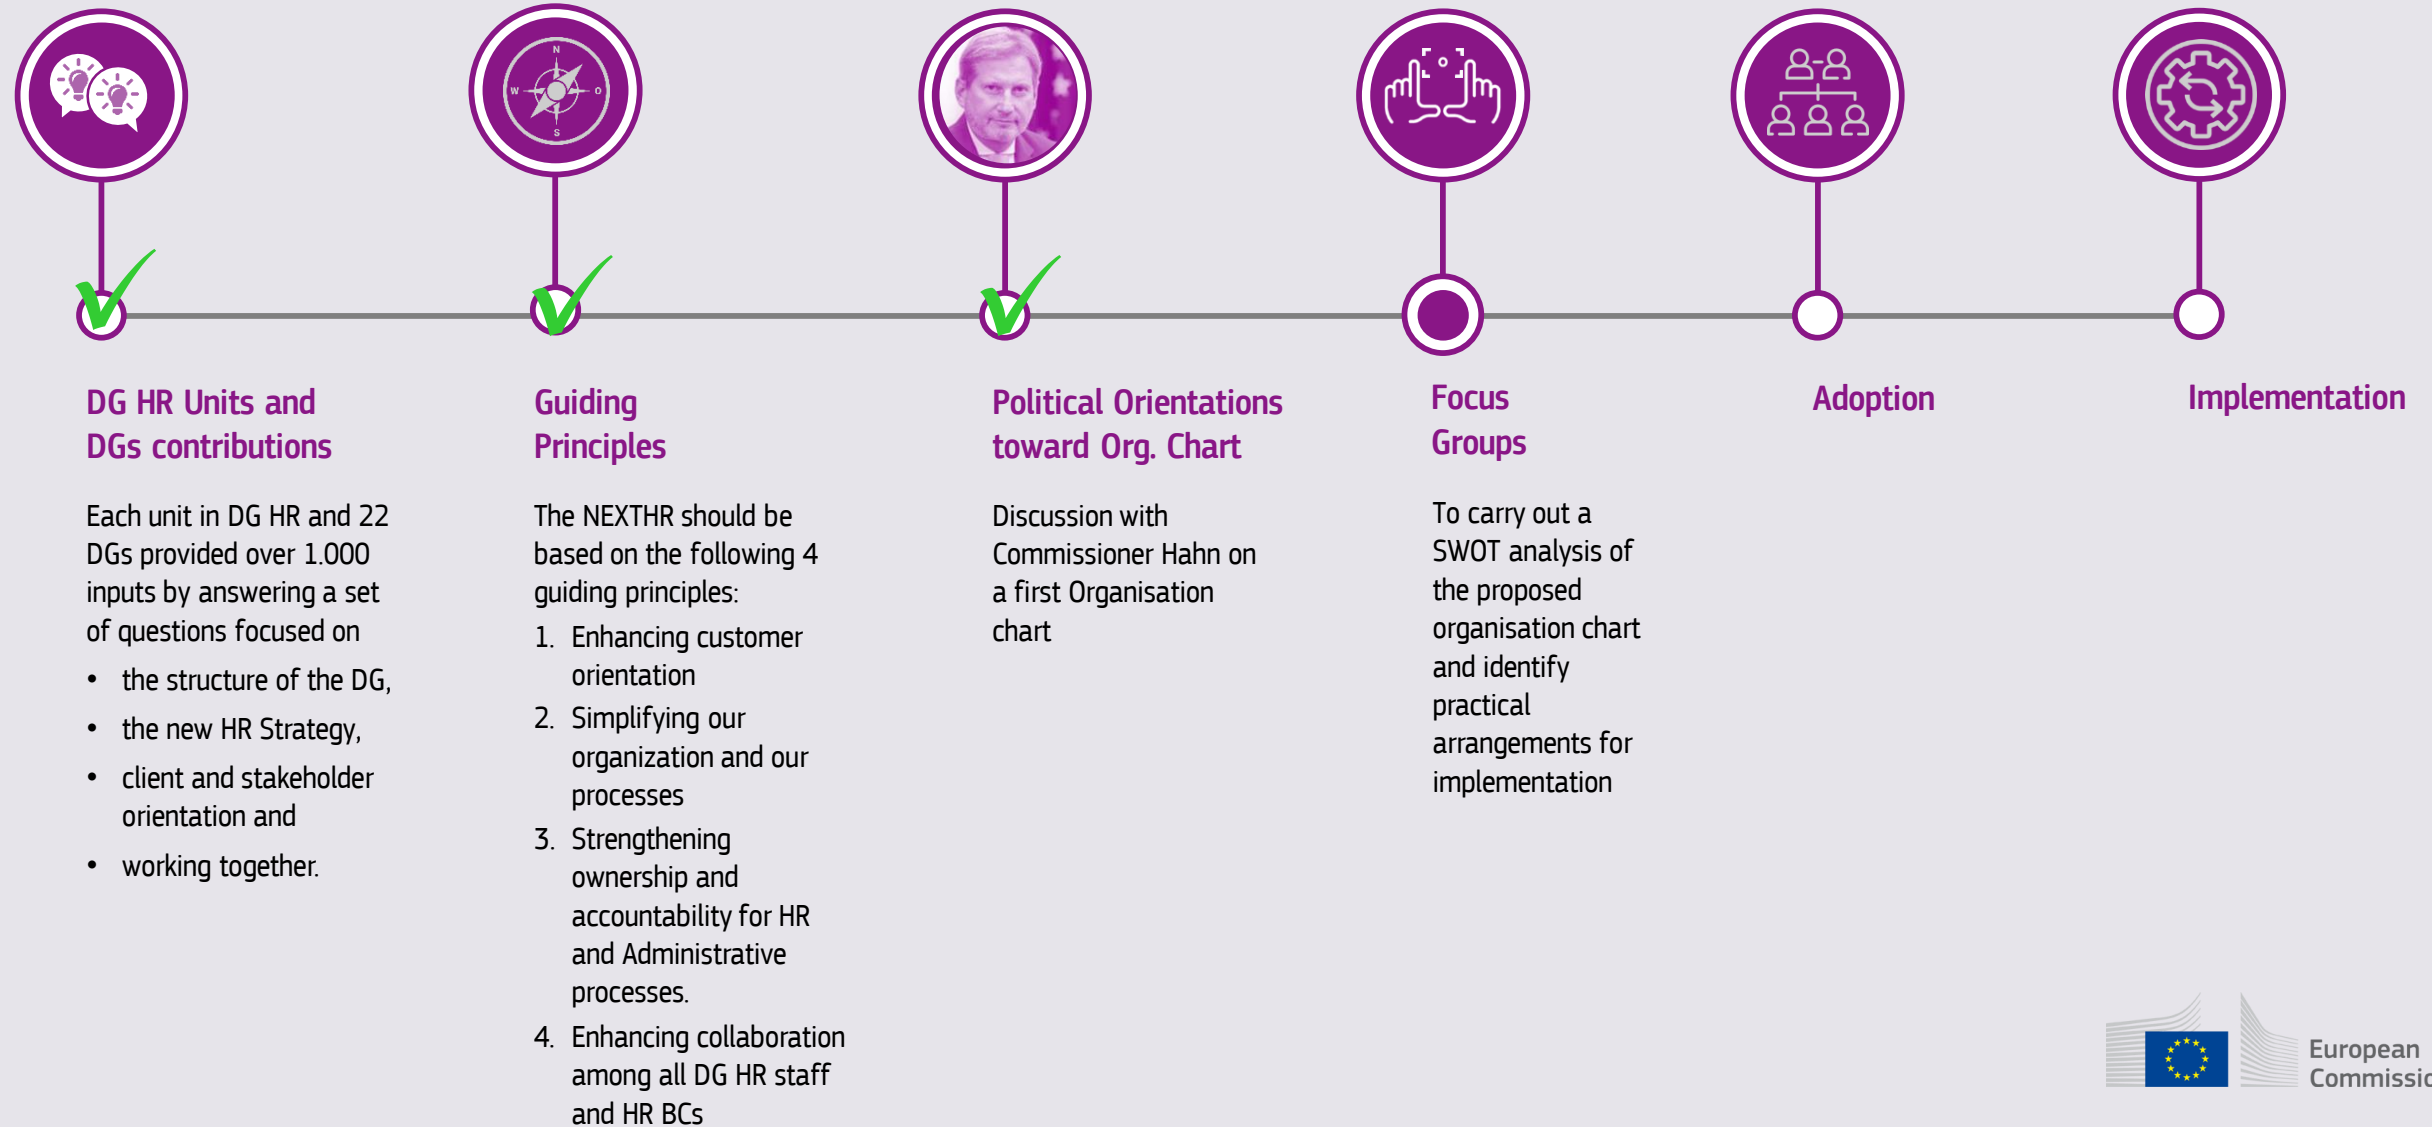 N
W
O
S
DG HR Units and
DGs contributions
Each unit in DG HR and 22
DGs provided over 1.000
inputs by answering a set
of questions focused on
• the structure of the DG,
• the new HR Strategy,
• client and stakeholder
orientation and
• working together.
Guiding
Principles
The NEXTHR should be
based on the following 4
guiding principles:
1. Enhancing customer
orientation
2. Simplifying our
organization and our
processes
3. Strengthening
ownership and
accountability for HR
and Administrative
processes.
4. Enhancing collaboration
among all DG HR staff
and HR BCs
Political Orientations
toward Org. Chart
Discussion with
Commissioner Hahn on
a first Organisation
chart
Focus
Groups
To carry out a
SWOT analysis of
the proposed
organisation chart
and identify
practical
arrangements for
implementation
Adoption
Implementation
European
Commissio